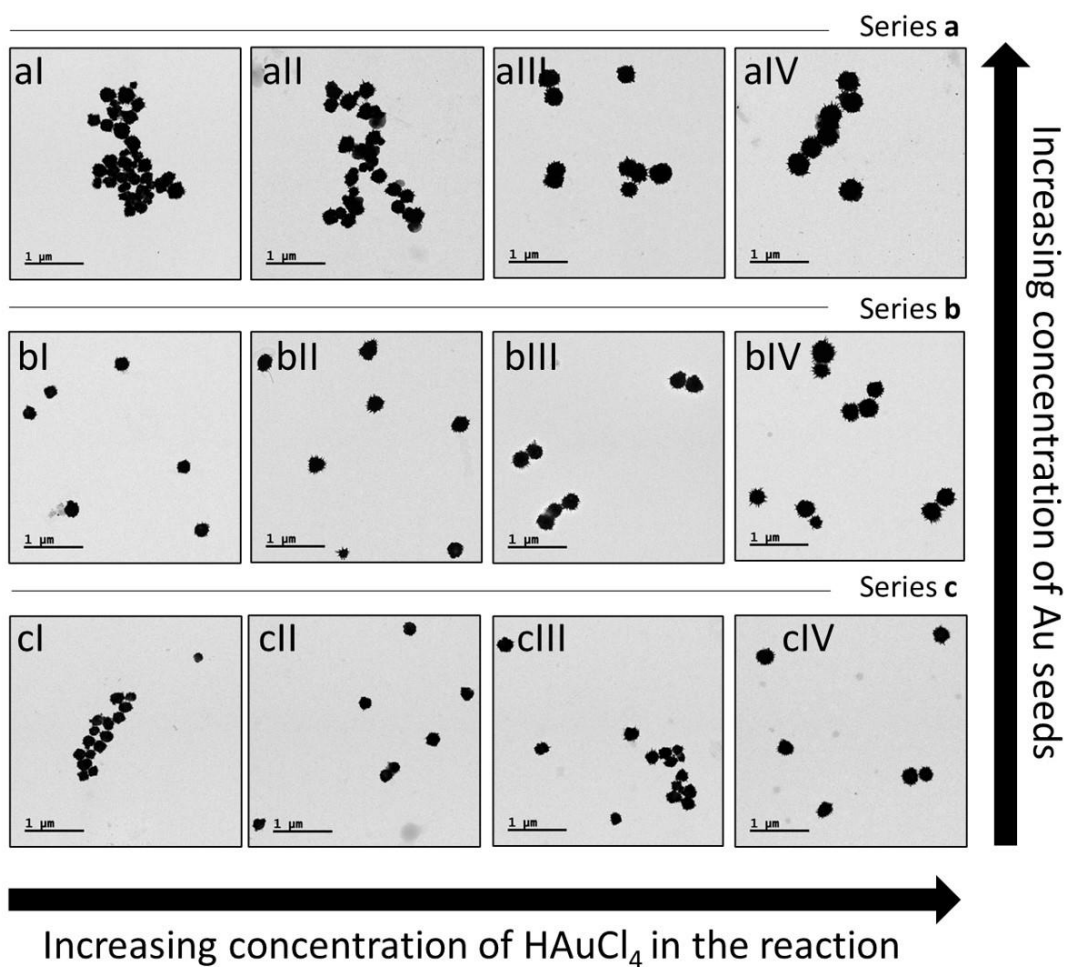 Series a
aI
aII
aIII
aIV
1 μm
1 μm
1 μm
1 μm
Series b
bI
bII
bIII
bIV
1 μm
1 μm
1 μm
1 μm
Series c
cI
cII
cIII
cIV
1 μm
1 μm
1 μm
1 μm
Increasing concentration of Au seeds
Increasing concentration of HAuCl₄ in the reaction